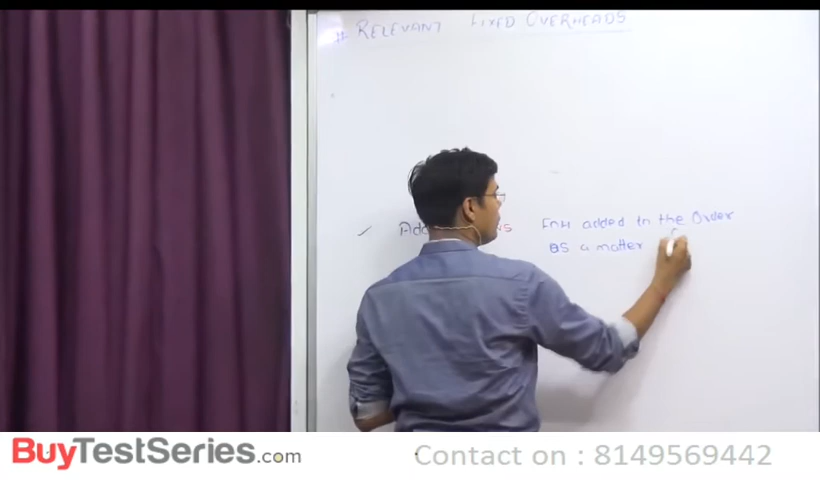 # RELEVANT FIXED OVERHEADS
✓ FOH added to the Order
as a matter
BuyTestSeries.com
Contact on : 8149569442